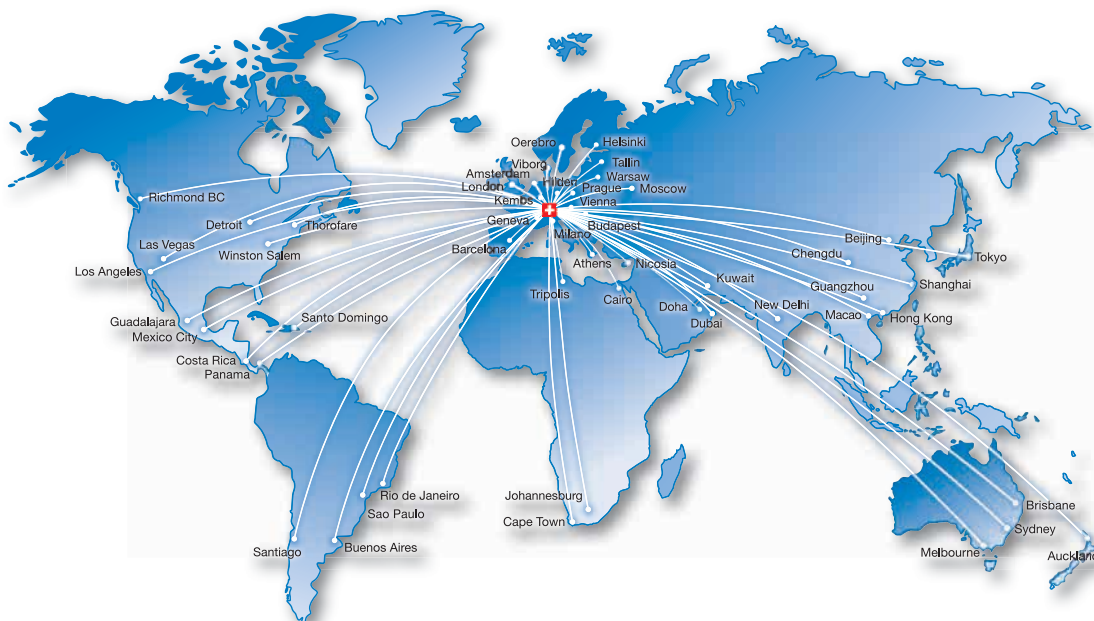 Oerebro
Helsinki
Viborg
Tallin
Amsterdam
Hilden
Warsaw
London
Prague
Moscow
Richmond BC
Kembs
Vienna
Detroit
Thorofare
Geneva
Milano
Budapest
Las Vegas
Winston Salem
Barcelona
Beijing
Los Angeles
Athens
Nicosia
Chengdu
Tokyo
Tripolis
Cairo
Kuwait
Guangzhou
Shanghai
Guadalajara
Santo Domingo
Doha
New Delhi
Mexico City
Dubai
Macao
Hong Kong
Costa Rica
Panama
Rio de Janeiro
Johannesburg
Sao Paulo
Cape Town
Brisbane
Sydney
Santiago
Buenos Aires
Melbourne
Auckland